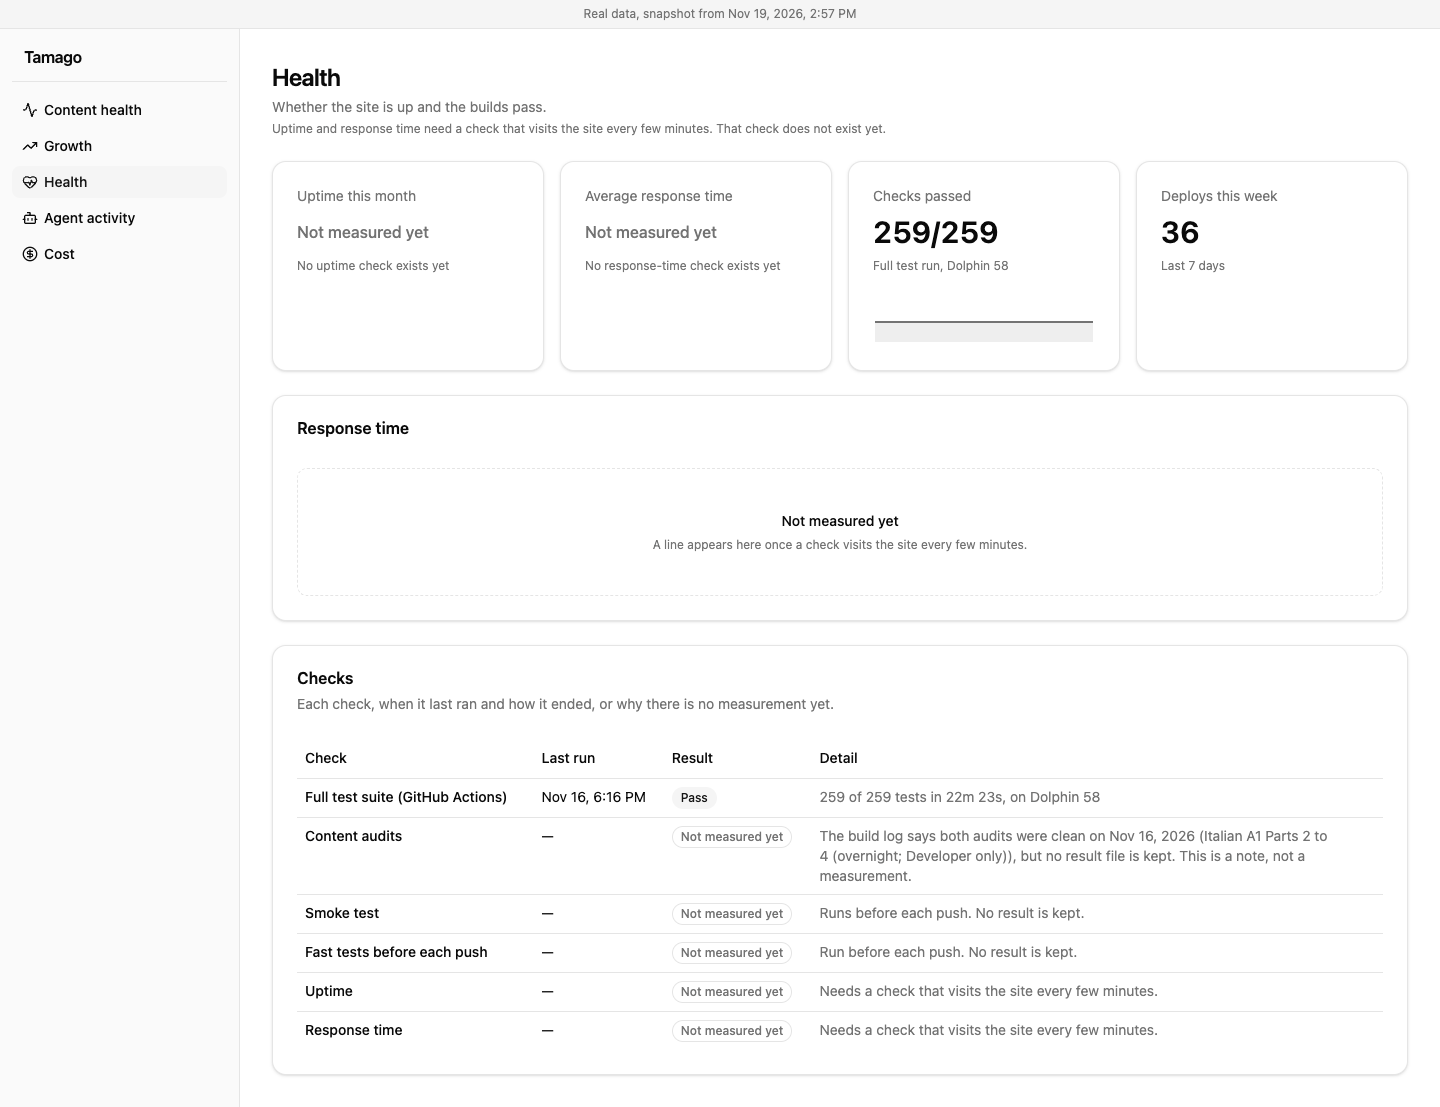 Real data, snapshot from Nov 19, 2026, 2:57 PM
Tamago
Content health
Growth
Health
Agent activity
Cost
Health
Whether the site is up and the builds pass.
Uptime and response time need a check that visits the site every few minutes. That check does not exist yet.
Uptime this month
Not measured yet
No uptime check exists yet
Average response time
Not measured yet
No response-time check exists yet
Checks passed
259/259
Full test run, Dolphin 58
Deploys this week
36
Last 7 days
Response time
Not measured yet
A line appears here once a check visits the site every few minutes.
Checks
Each check, when it last ran and how it ended, or why there is no measurement yet.
Check Last run Result Detail
Full test suite (GitHub Actions) Nov 16, 6:16 PM Pass 259 of 259 tests in 22m 23s, on Dolphin 58
Content audits — Not measured yet The build log says both audits were clean on Nov 16, 2026 (Italian A1 Parts 2 to
4 (overnight; Developer only)), but no result file is kept. This is a note, not a
measurement.
Smoke test — Not measured yet Runs before each push. No result is kept.
Fast tests before each push — Not measured yet Run before each push. No result is kept.
Uptime — Not measured yet Needs a check that visits the site every few minutes.
Response time — Not measured yet Needs a check that visits the site every few minutes.